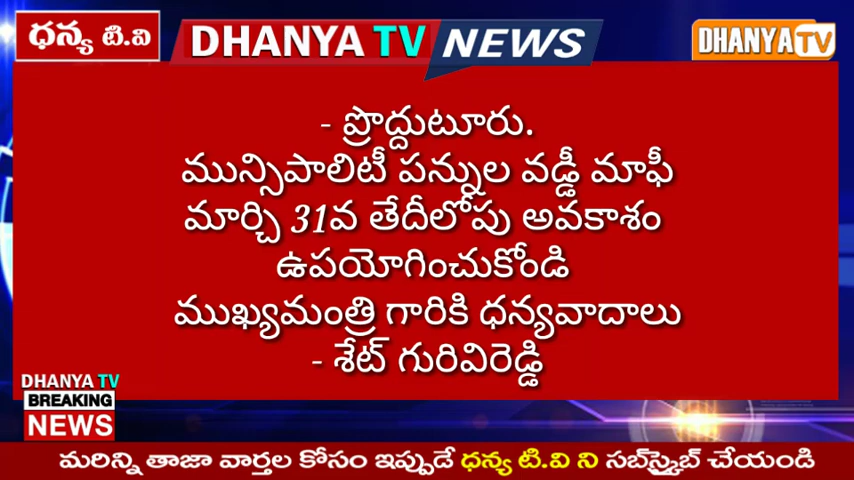 ధన్య టి.వి
DHANYA TV NEWS
DHANYA TV
- ప్రొద్దుటూరు.
మున్సిపాలిటీ పన్నుల వడ్డీ మాఫీ
మార్చి 31వ తేదీలోపు అవకాశం
ఉపయోగించుకోండి
ముఖ్యమంత్రి గారికి ధన్యవాదాలు
- శేట్ గురివిరెడ్డి
DHANYA TV
BREAKING
NEWS
మరిన్ని తాజా వార్తల కోసం ఇప్పుడే ధన్య టి.వి ని సబ్‌స్క్రైబ్ చేయండి